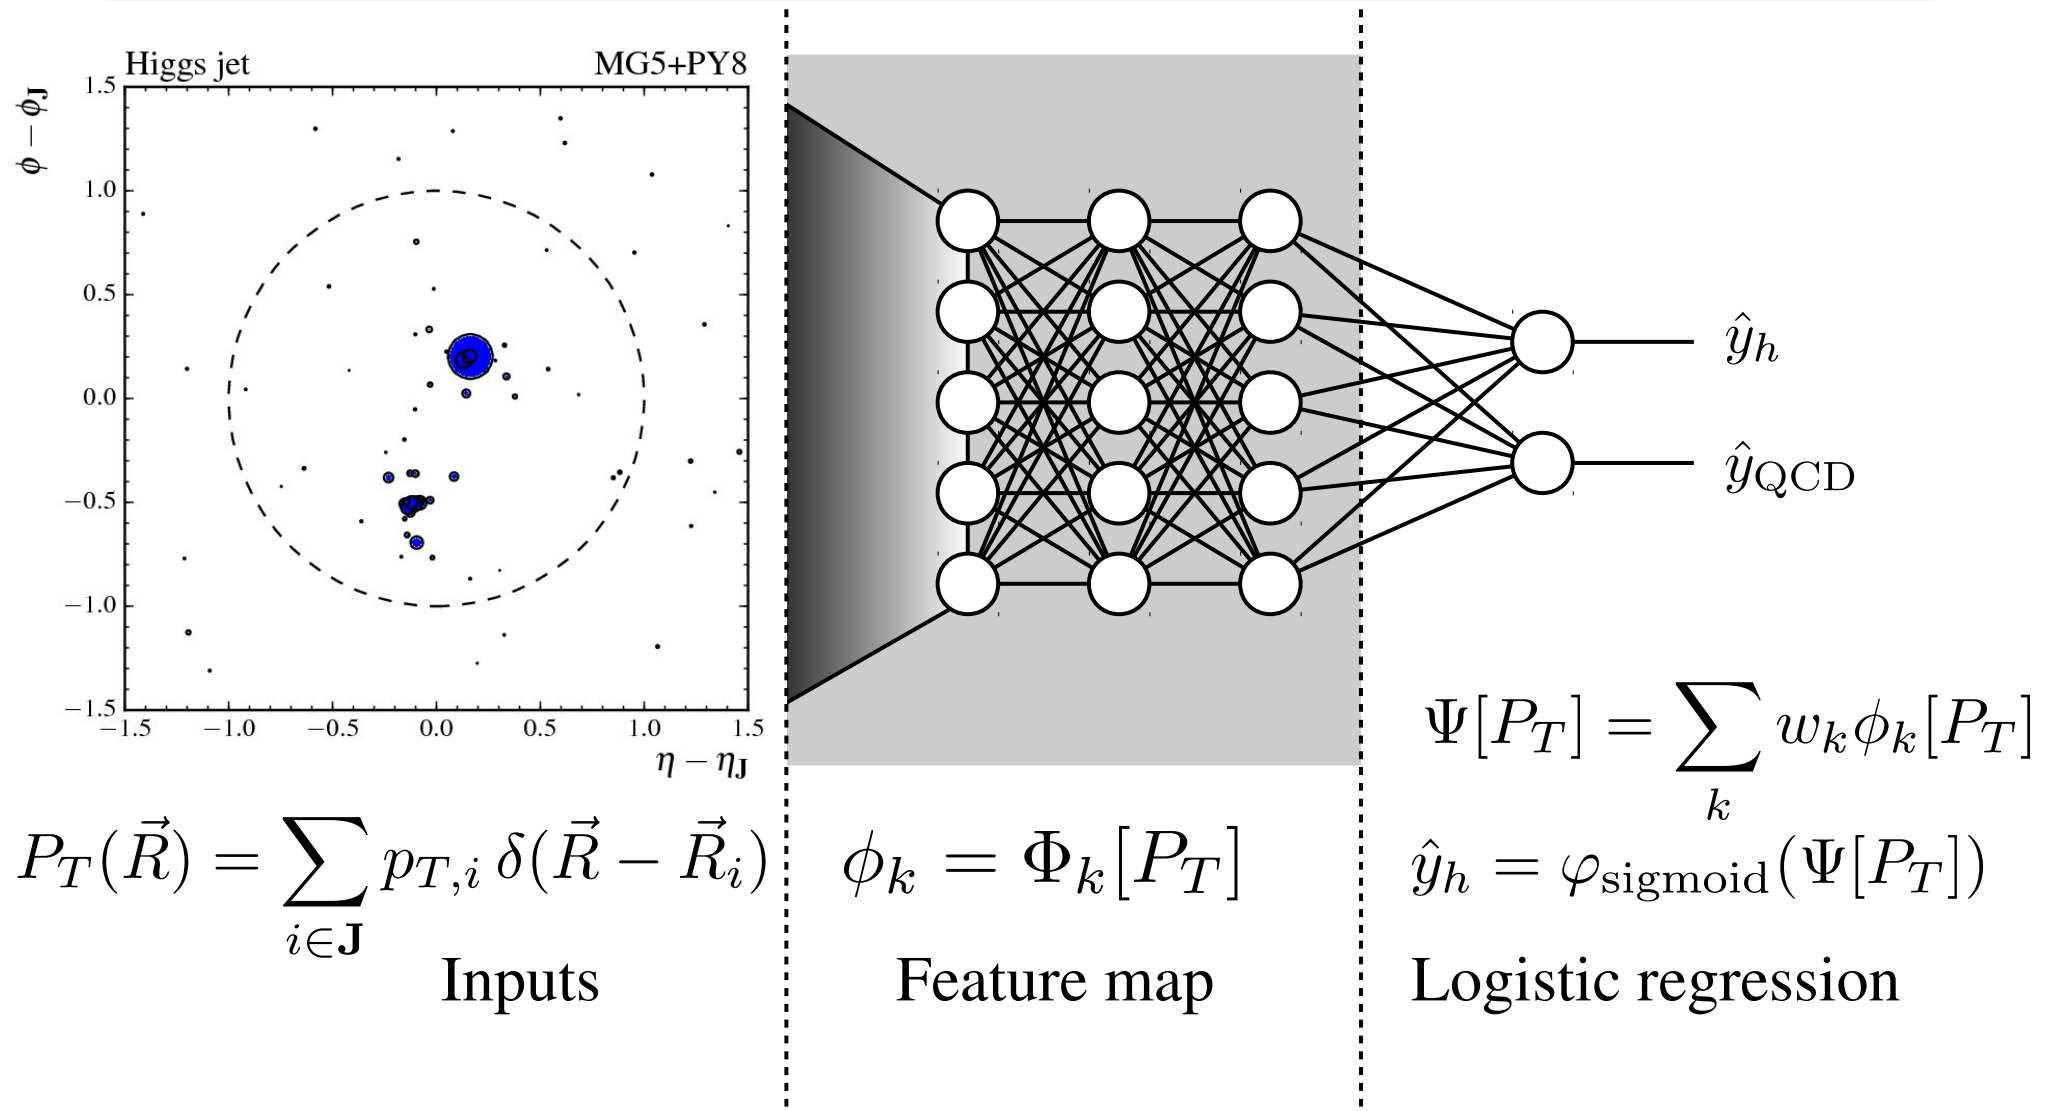 Higgs jet MG5+PY8
ϕ − ϕ_J
1.5
1.0
0.5
0.0
−0.5
−1.0
−1.5
−1.5 −1.0 −0.5 0.0 0.5 1.0 1.5
η − η_J
ŷ_h
ŷ_QCD
P_T(R⃗) = ∑_{i∈J} p_{T,i} δ(R⃗ − R⃗_i)
Inputs
ϕ_k = Φ_k[P_T]
Feature map
Ψ[P_T] = ∑_k w_k ϕ_k[P_T]
ŷ_h = φ_sigmoid(Ψ[P_T])
Logistic regression